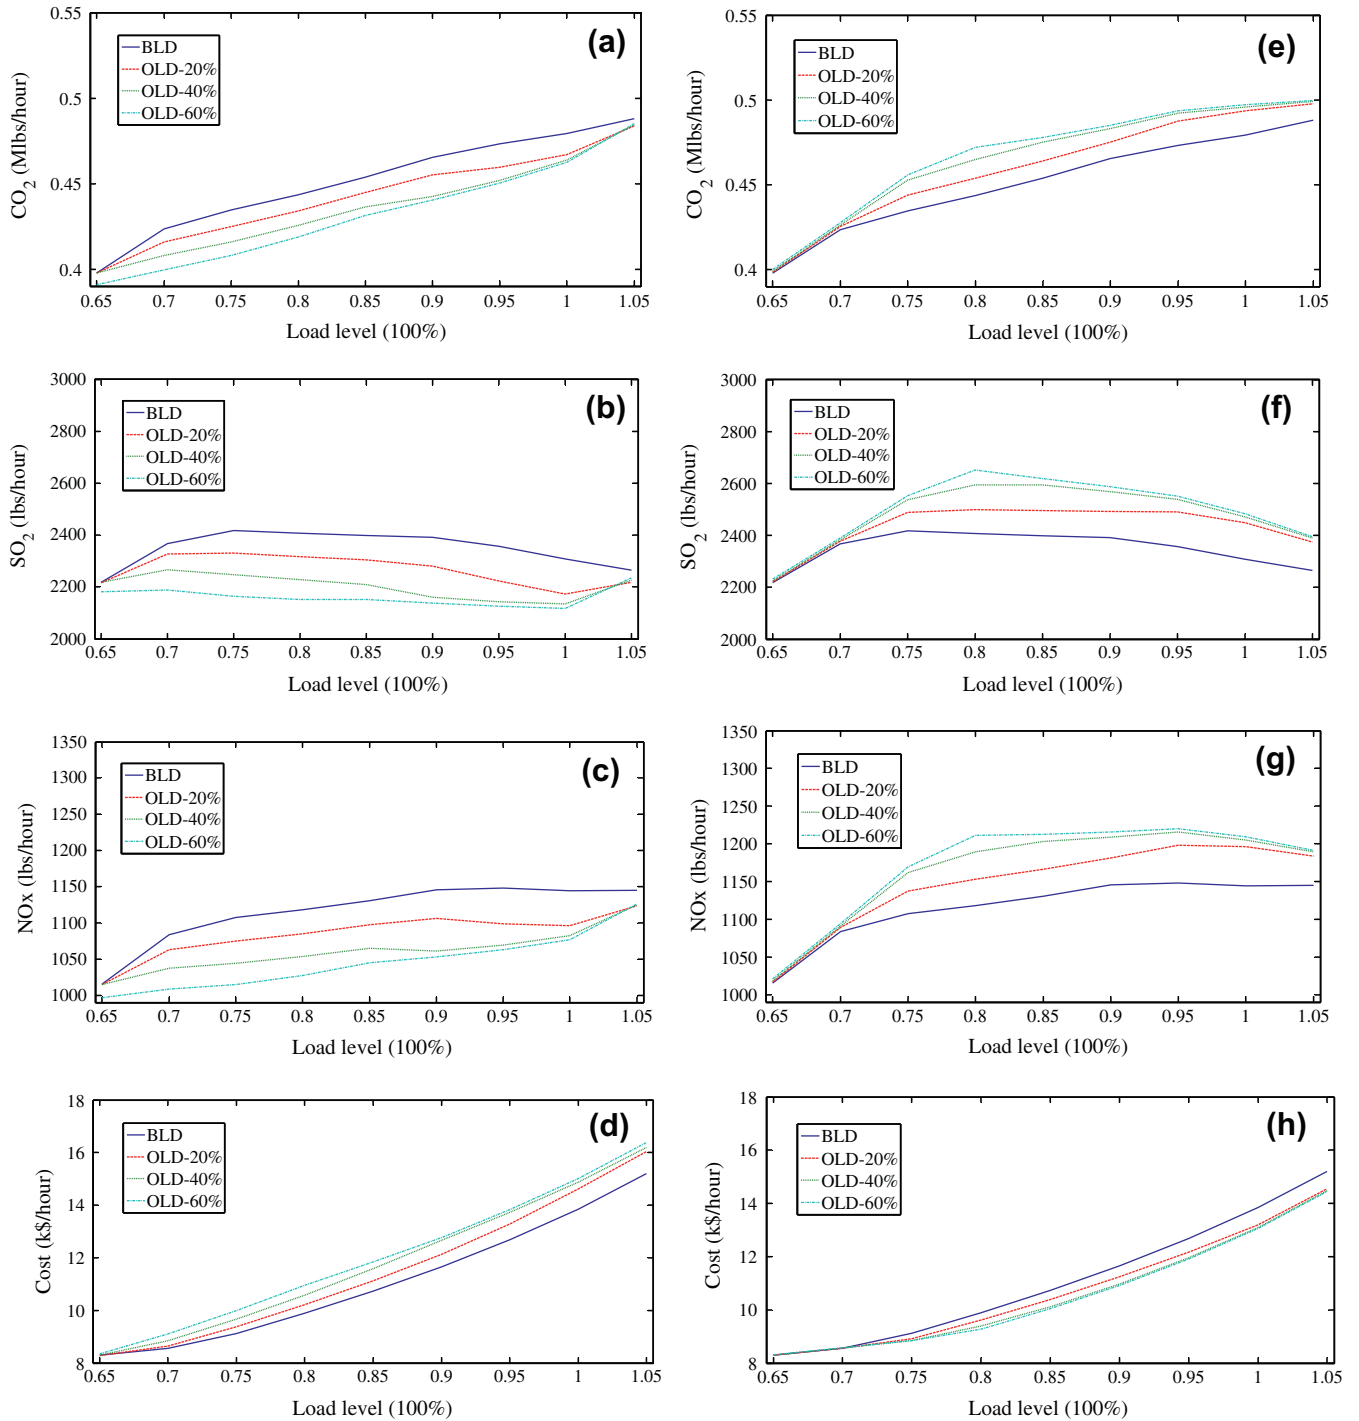 (a)
0.55
0.5
0.45
0.4
CO2 (Mlbs/hour)
BLD
OLD-20%
OLD-40%
OLD-60%
0.65 0.7 0.75 0.8 0.85 0.9 0.95 1 1.05
Load level (100%)
(e)
0.55
0.5
0.45
0.4
CO2 (Mlbs/hour)
BLD
OLD-20%
OLD-40%
OLD-60%
0.65 0.7 0.75 0.8 0.85 0.9 0.95 1 1.05
Load level (100%)
(b)
3000
2800
2600
2400
2200
2000
SO2 (lbs/hour)
BLD
OLD-20%
OLD-40%
OLD-60%
0.65 0.7 0.75 0.8 0.85 0.9 0.95 1 1.05
Load level (100%)
(f)
3000
2800
2600
2400
2200
2000
SO2 (lbs/hour)
BLD
OLD-20%
OLD-40%
OLD-60%
0.65 0.7 0.75 0.8 0.85 0.9 0.95 1 1.05
Load level (100%)
(c)
1350
1300
1250
1200
1150
1100
1050
1000
NOx (lbs/hour)
BLD
OLD-20%
OLD-40%
OLD-60%
0.65 0.7 0.75 0.8 0.85 0.9 0.95 1 1.05
Load level (100%)
(g)
1350
1300
1250
1200
1150
1100
1050
1000
NOx (lbs/hour)
BLD
OLD-20%
OLD-40%
OLD-60%
0.65 0.7 0.75 0.8 0.85 0.9 0.95 1 1.05
Load level (100%)
(d)
18
16
14
12
10
8
Cost (k$/hour)
BLD
OLD-20%
OLD-40%
OLD-60%
0.65 0.7 0.75 0.8 0.85 0.9 0.95 1 1.05
Load level (100%)
(h)
18
16
14
12
10
8
Cost (k$/hour)
BLD
OLD-20%
OLD-40%
OLD-60%
0.65 0.7 0.75 0.8 0.85 0.9 0.95 1 1.05
Load level (100%)